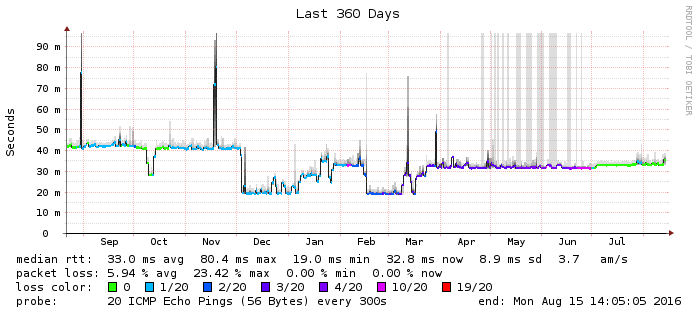 Last 360 Days
RRDTOOL / TOBI OETIKER
Seconds
90 m
80 m
70 m
60 m
50 m
40 m
30 m
20 m
10 m
0
Sep Oct Nov Dec Jan Feb Mar Apr May Jun Jul
median rtt: 33.0 ms avg 80.4 ms max 19.0 ms min 32.8 ms now 8.9 ms sd 3.7 am/s
packet loss: 5.94 % avg 23.42 % max 0.00 % min 0.00 % now
loss color: 0 1/20 2/20 3/20 4/20 10/20 19/20
probe: 20 ICMP Echo Pings (56 Bytes) every 300s end: Mon Aug 15 14:05:05 2016